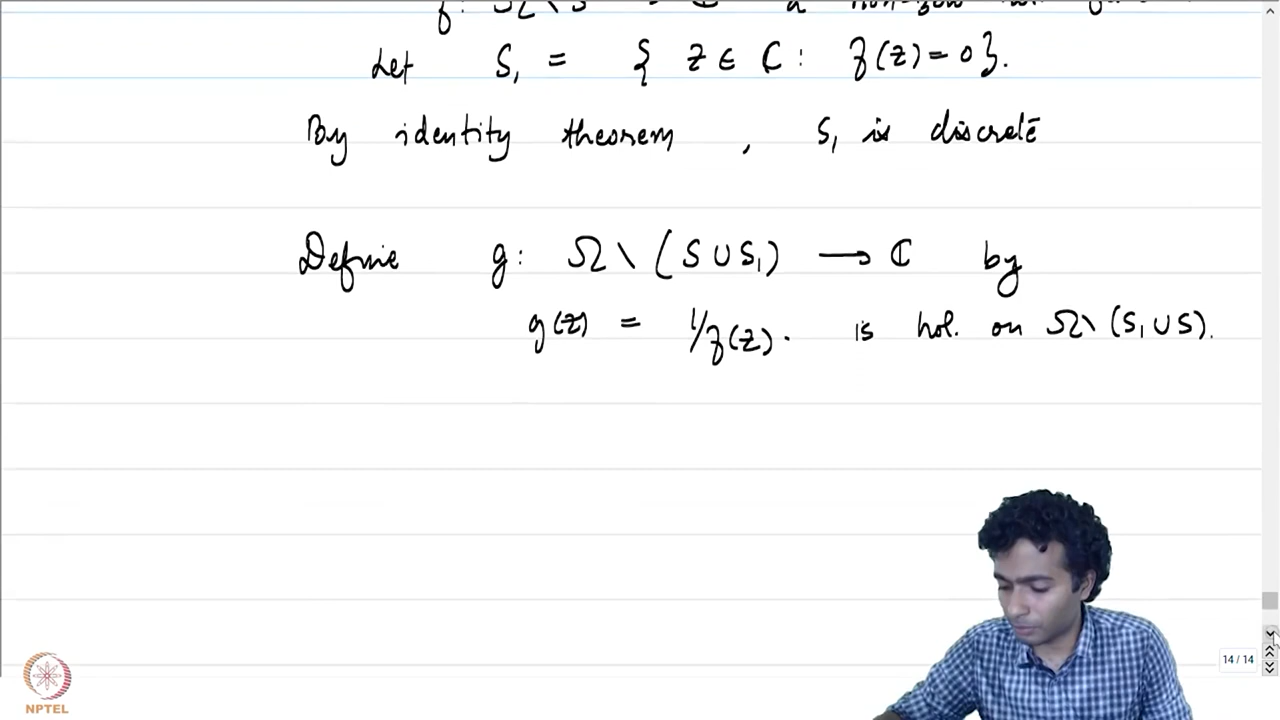 f: Ω \ S
Let S₁ = { z ∈ ℂ : f(z) = 0 }.
By identity theorem , S₁ is discrete
Define g: Ω \ (S ∪ S₁) ⟶ ℂ by
g(z) = 1/f(z). is hol. on Ω \ (S₁ ∪ S).
14 / 14
NPTEL